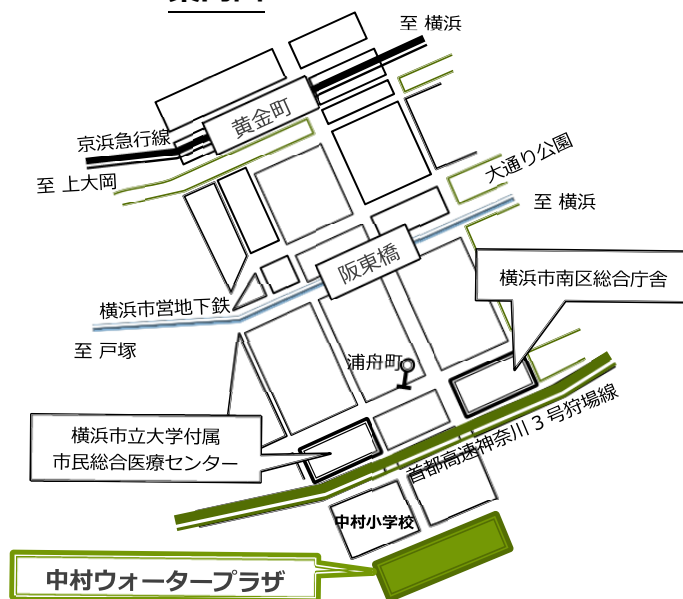 至 横浜
黄金町
京浜急行線
至 上大岡
大通り公園
至 横浜
阪東橋
横浜市南区総合庁舎
横浜市営地下鉄
至 戸塚
浦舟町
横浜市立大学付属
市民総合医療センター
首都高速神奈川３号狩場線
中村小学校
中村ウォータープラザ